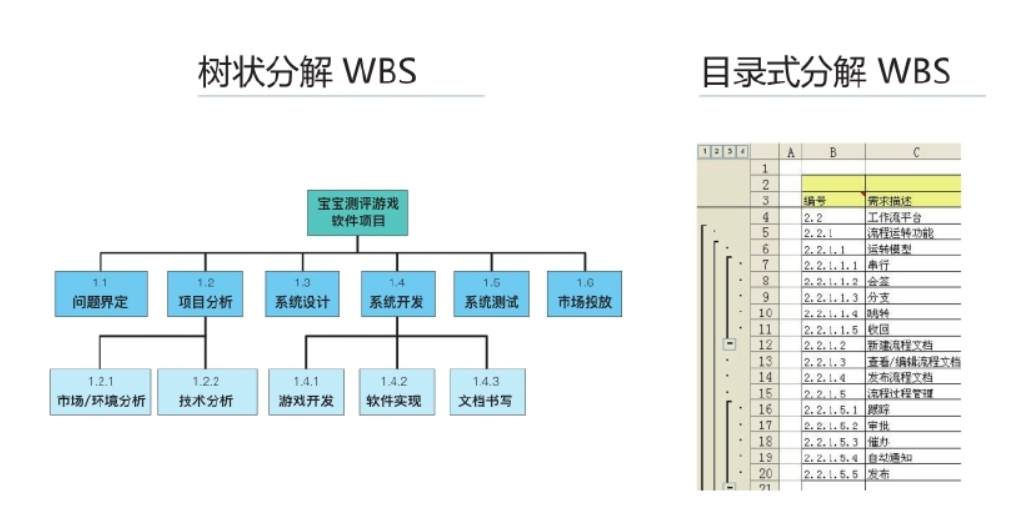 树状分解 WBS
目录式分解 WBS
宝宝测评游戏
软件项目
1.1
问题界定
1.2
项目分析
1.3
系统设计
1.4
系统开发
1.5
系统测试
1.6
市场投放
1.2.1
市场/环境分析
1.2.2
技术分析
1.4.1
游戏开发
1.4.2
软件实现
1.4.3
文档书写
1 2 3 4 A B C
1
2
3 编号 需求描述
4 2.2 工作流平台
5 2.2.1 流程运转功能
6 2.2.1.1 运转模型
7 2.2.1.1.1 串行
8 2.2.1.1.2 会签
9 2.2.1.1.3 分支
10 2.2.1.1.4 跳转
11 2.2.1.1.5 收回
12 2.2.1.2 新建流程文档
13 2.2.1.3 查看/编辑流程文档
14 2.2.1.4 发布流程文档
15 2.2.1.5 流程过程管理
16 2.2.1.5.1 跟踪
17 2.2.1.5.2 审批
18 2.2.1.5.3 催办
19 2.2.1.5.4 自动通知
20 2.2.1.5.5 发布
21